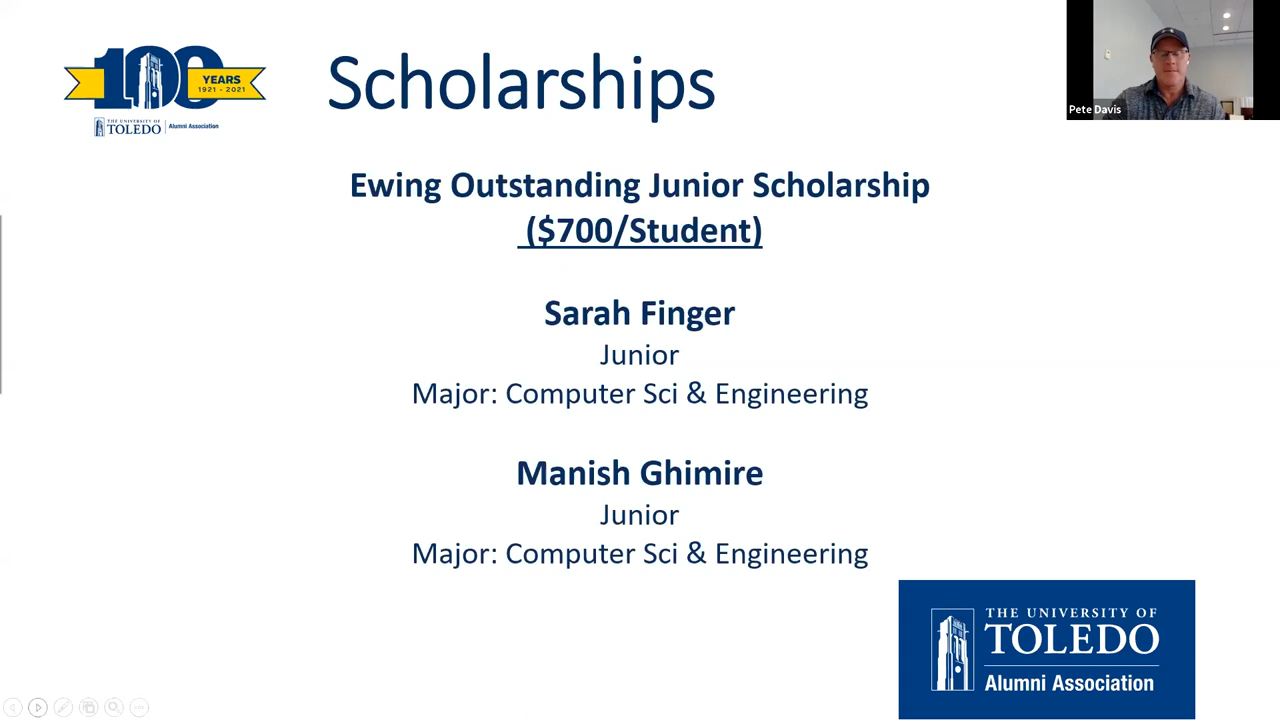 100
YEARS
1921 - 2021
THE UNIVERSITY OF
TOLEDO
Alumni Association
Scholarships
Pete Davis
Ewing Outstanding Junior Scholarship
($700/Student)
Sarah Finger
Junior
Major: Computer Sci & Engineering
Manish Ghimire
Junior
Major: Computer Sci & Engineering
THE UNIVERSITY OF
TOLEDO
Alumni Association